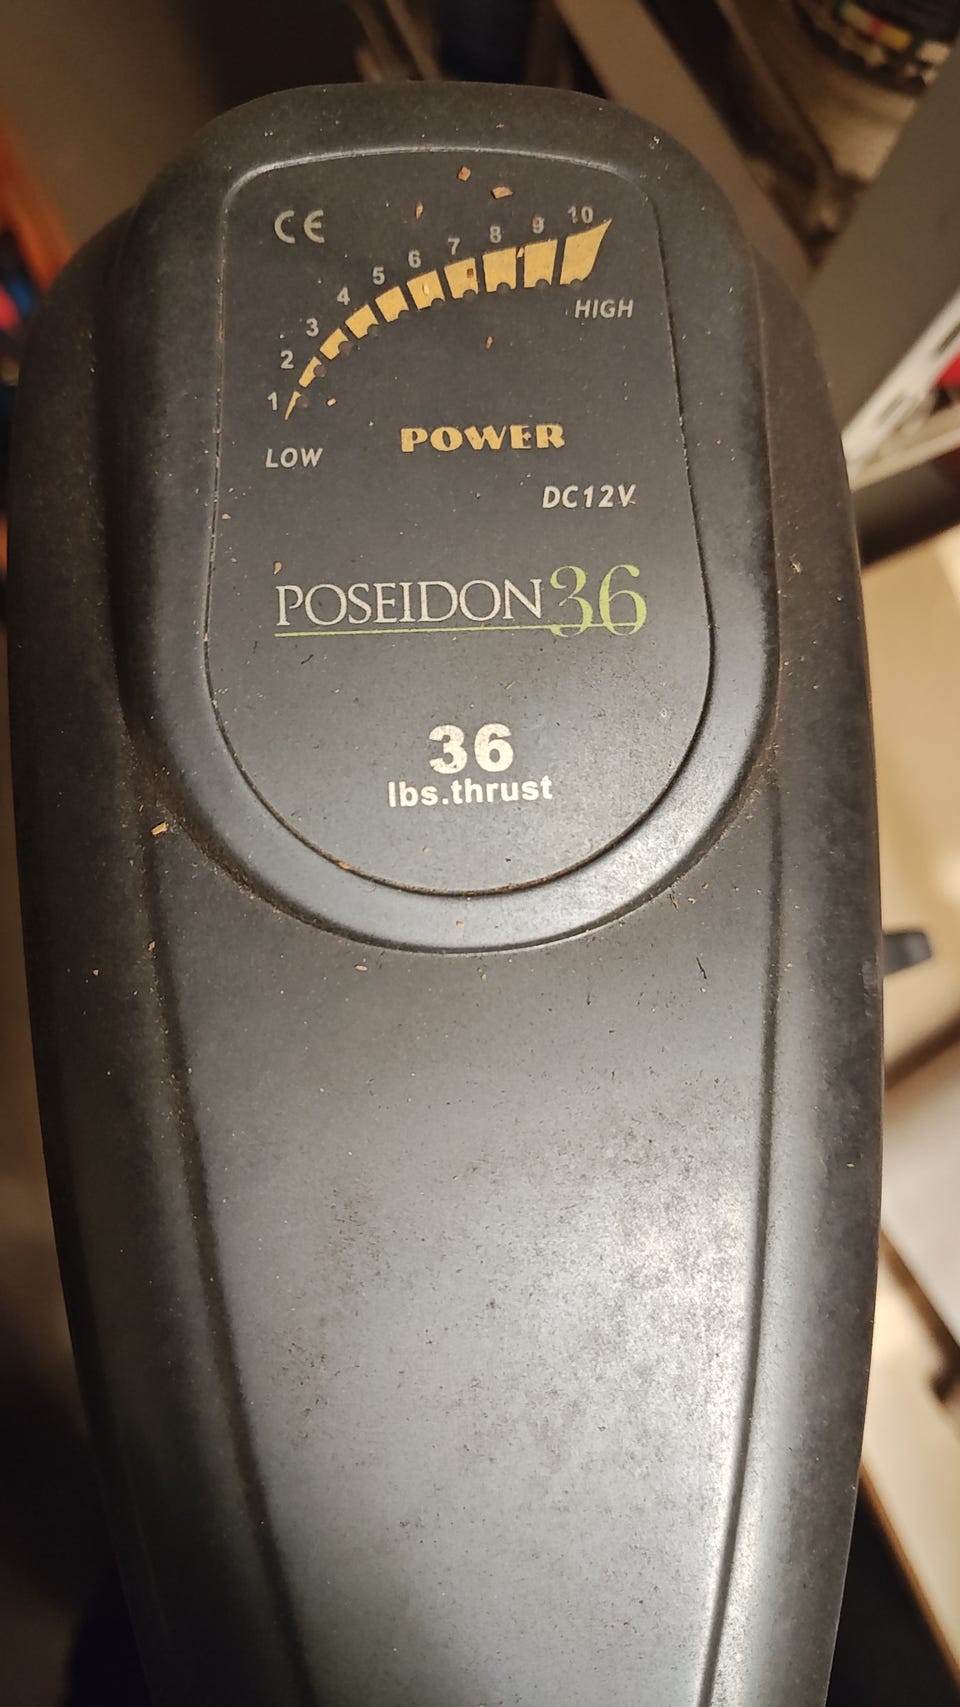 CE
1 2 3 4 5 6 7 8 9 10
HIGH
LOW
POWER
DC12V
POSEIDON36
36
lbs.thrust